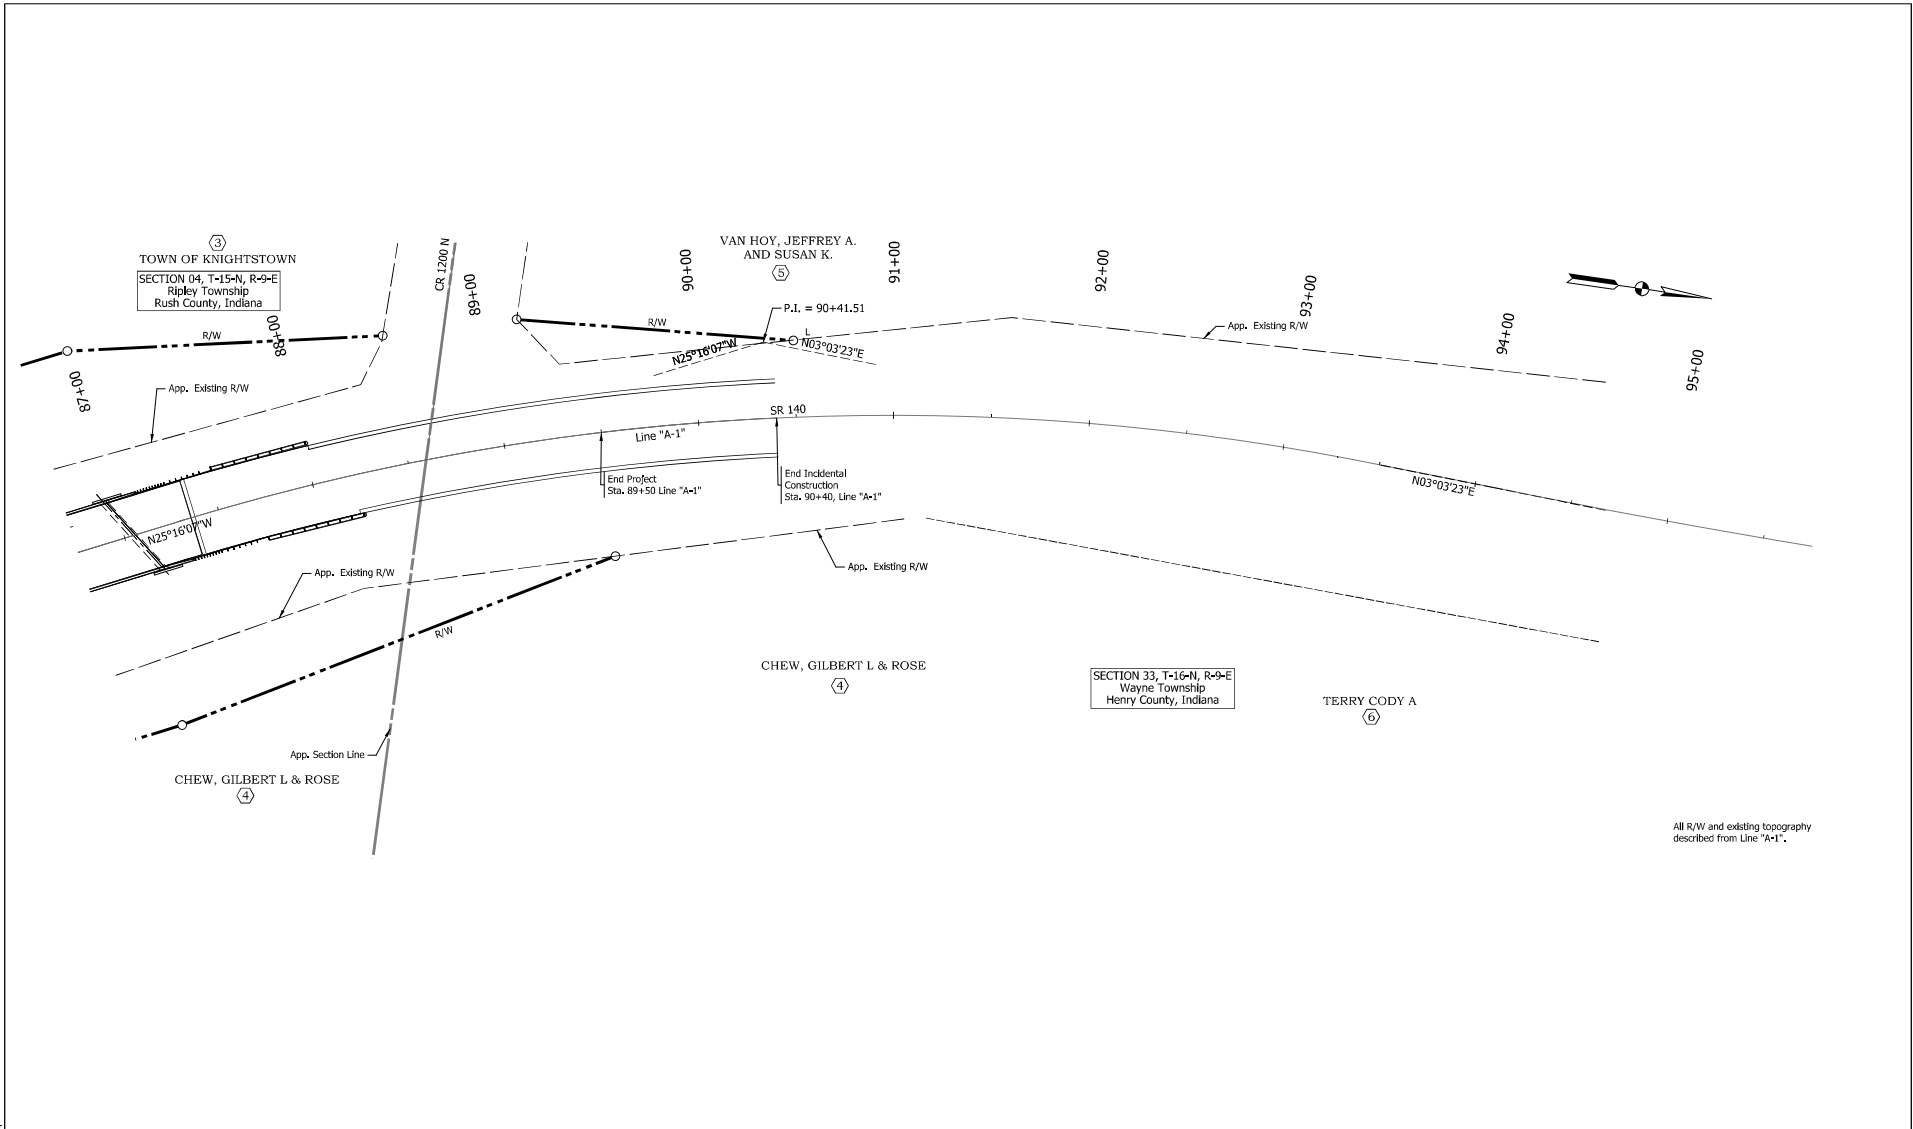 3
TOWN OF KNIGHTSTOWN
SECTION 04, T-15-N, R-9-E
Ripley Township
Rush County, Indiana
CR 1200 N
VAN HOY, JEFFREY A.
AND SUSAN K.
5
87+00
88+00
89+00
90+00
91+00
92+00
93+00
94+00
95+00
R/W
R/W
P.I. = 90+41.51
L
N25°16'07"W
N03°03'23"E
App. Existing R/W
App. Existing R/W
SR 140
Line "A-1"
End Project
Sta. 89+50 Line "A-1"
End Incidental
Construction
Sta. 90+40, Line "A-1"
N03°03'23"E
N25°16'07"W
App. Existing R/W
App. Existing R/W
R/W
CHEW, GILBERT L & ROSE
4
SECTION 33, T-16-N, R-9-E
Wayne Township
Henry County, Indiana
TERRY CODY A
6
App. Section Line
CHEW, GILBERT L & ROSE
4
All R/W and existing topography
described from Line "A-1".